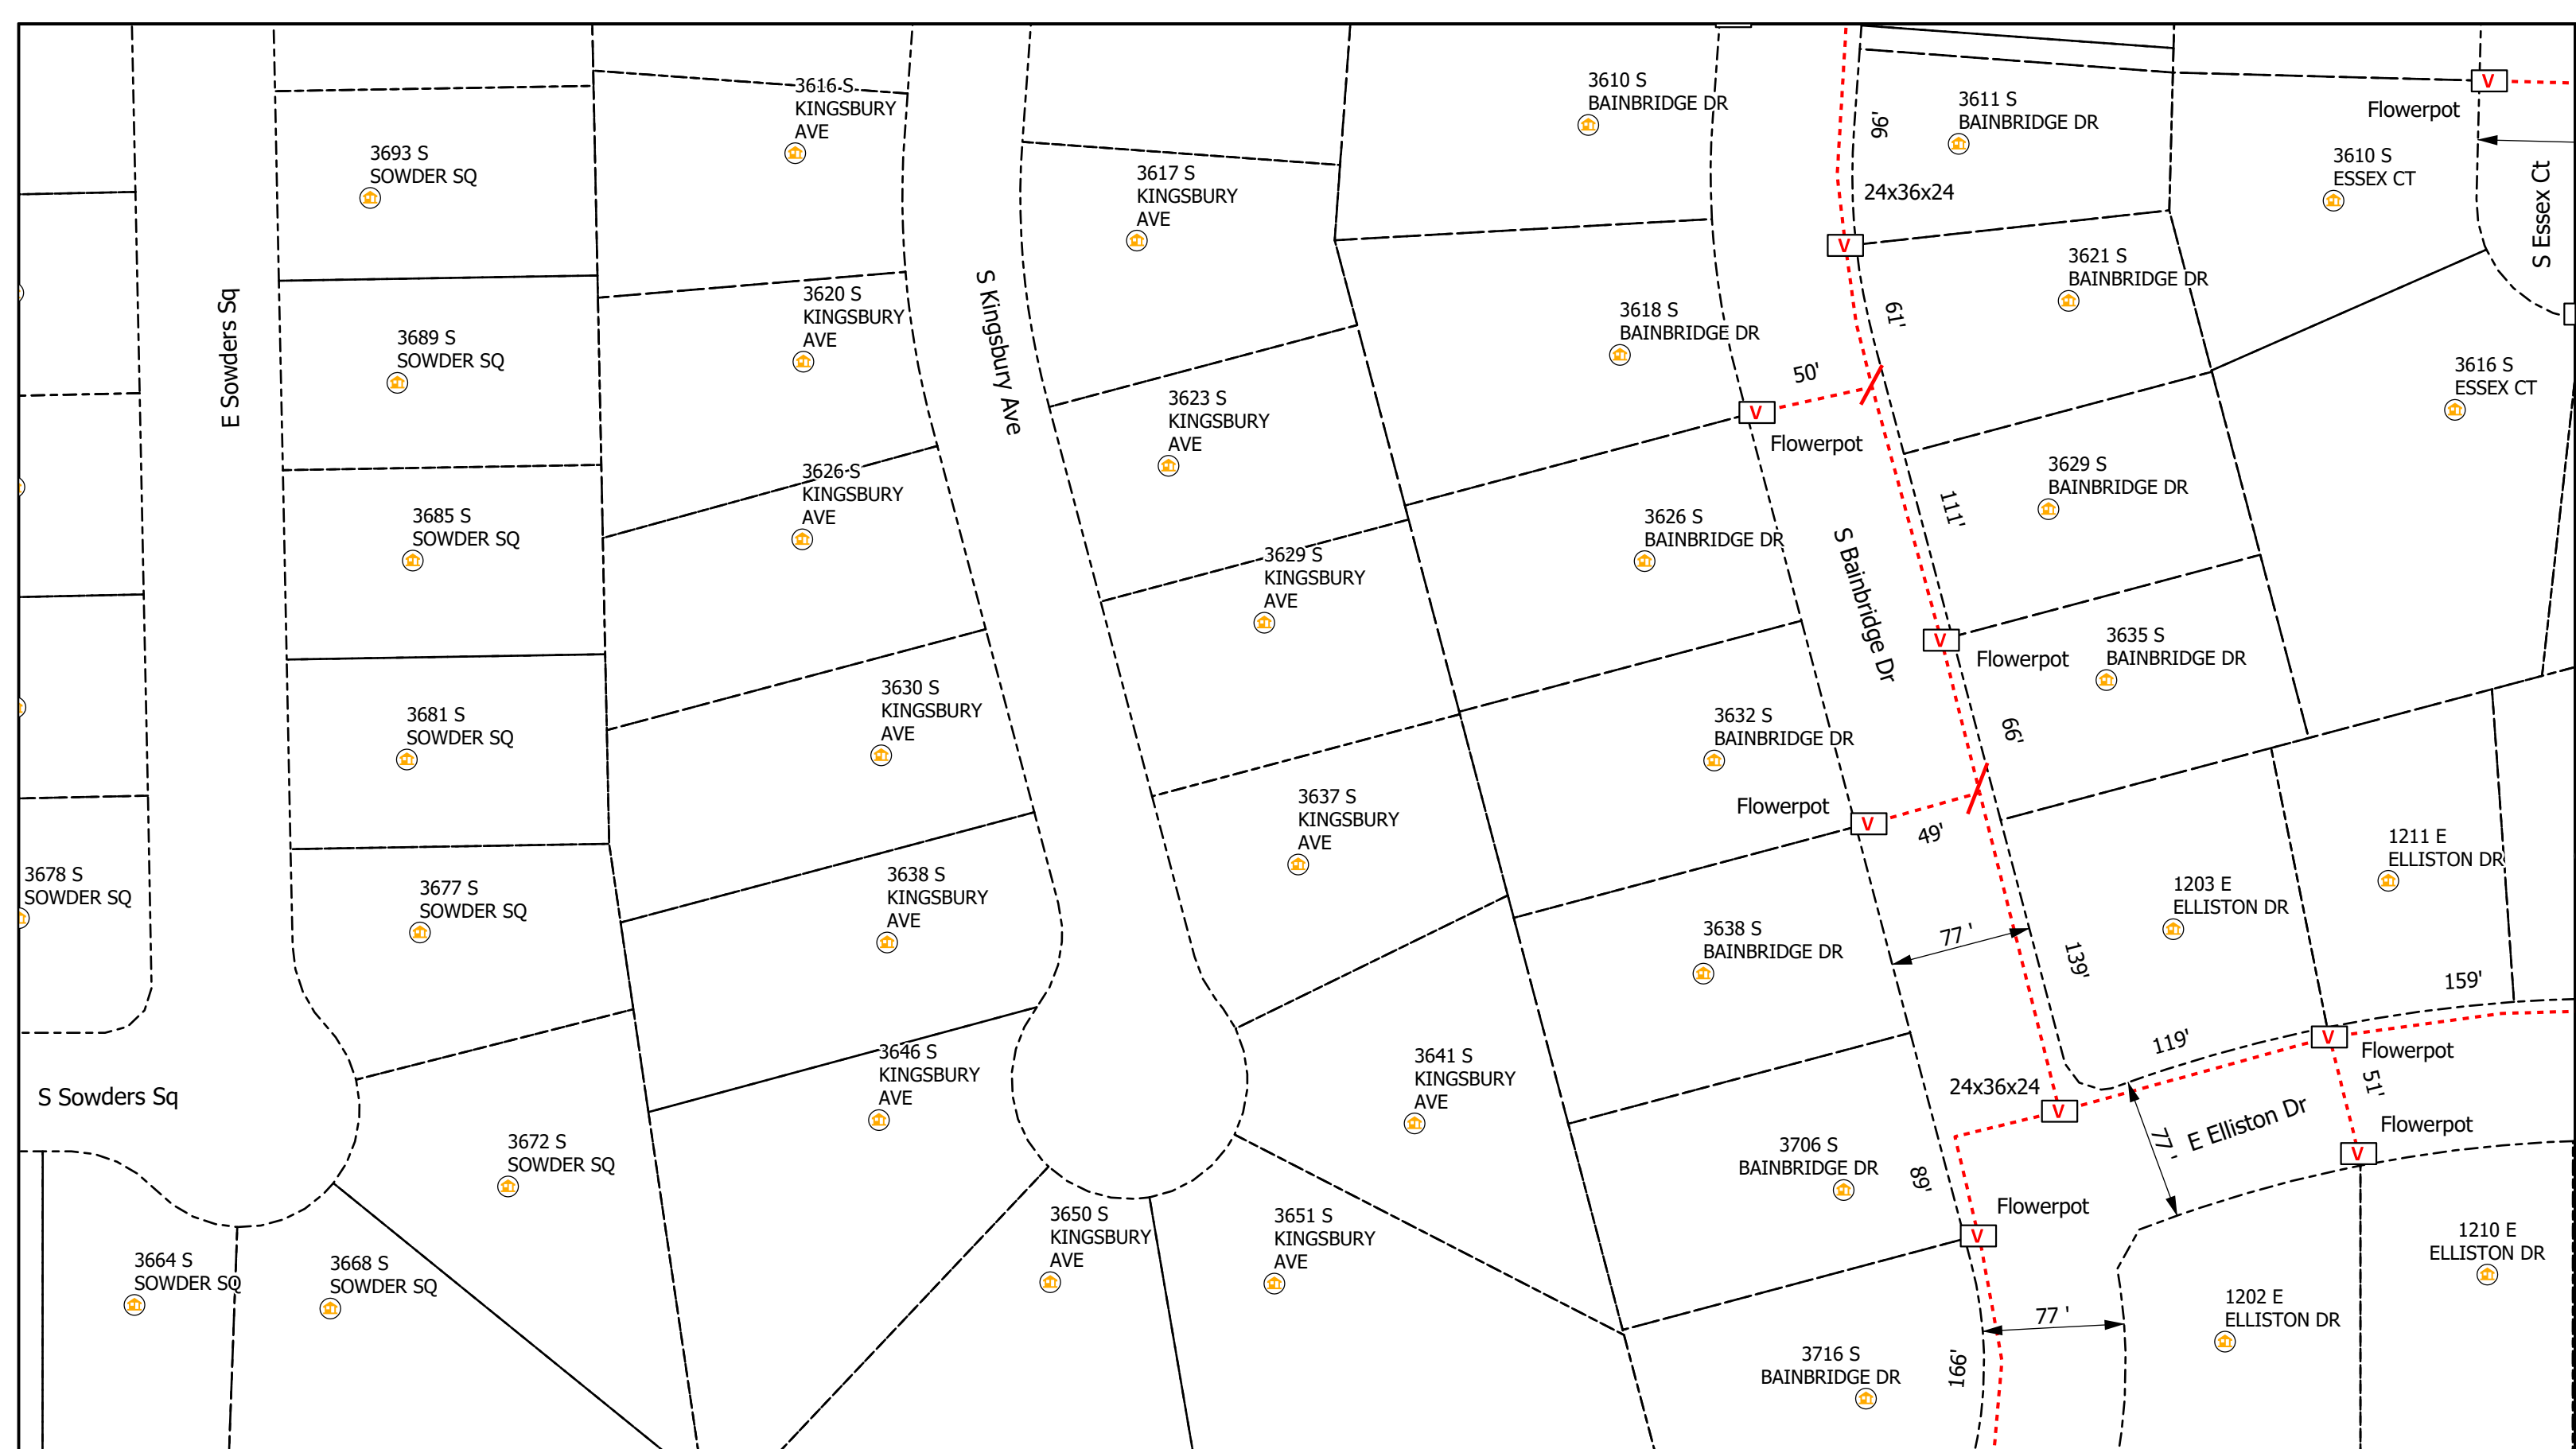 3616 S
KINGSBURY
AVE
3610 S
BAINBRIDGE DR
3611 S
BAINBRIDGE DR
96'
V
Flowerpot
3693 S
SOWDER SQ
3617 S
KINGSBURY
AVE
24x36x24
3610 S
ESSEX CT
S Essex Ct
V
3621 S
BAINBRIDGE DR
E Sowders Sq
3620 S
KINGSBURY
AVE
S Kingsbury Ave
3618 S
BAINBRIDGE DR
61'
3689 S
SOWDER SQ
50'
3616 S
ESSEX CT
3623 S
KINGSBURY
AVE
V
Flowerpot
3626 S
KINGSBURY
AVE
3629 S
BAINBRIDGE DR
111'
3685 S
SOWDER SQ
3626 S
BAINBRIDGE DR
S Bainbridge Dr
3629 S
KINGSBURY
AVE
V
Flowerpot
3635 S
BAINBRIDGE DR
3630 S
KINGSBURY
AVE
3681 S
SOWDER SQ
3632 S
BAINBRIDGE DR
66'
3637 S
KINGSBURY
AVE
Flowerpot
V
49'
1211 E
ELLISTON DR
3678 S
SOWDER SQ
3677 S
SOWDER SQ
3638 S
KINGSBURY
AVE
1203 E
ELLISTON DR
3638 S
BAINBRIDGE DR
77 '
139'
159'
3646 S
KINGSBURY
AVE
3641 S
KINGSBURY
AVE
119'
V
Flowerpot
S Sowders Sq
24x36x24
V
51'
E Elliston Dr
77 '
Flowerpot
V
3672 S
SOWDER SQ
3706 S
BAINBRIDGE DR
89'
Flowerpot
V
3650 S
KINGSBURY
AVE
3651 S
KINGSBURY
AVE
1210 E
ELLISTON DR
3664 S
SOWDER SQ
3668 S
SOWDER SQ
77 '
1202 E
ELLISTON DR
3716 S
BAINBRIDGE DR
166'